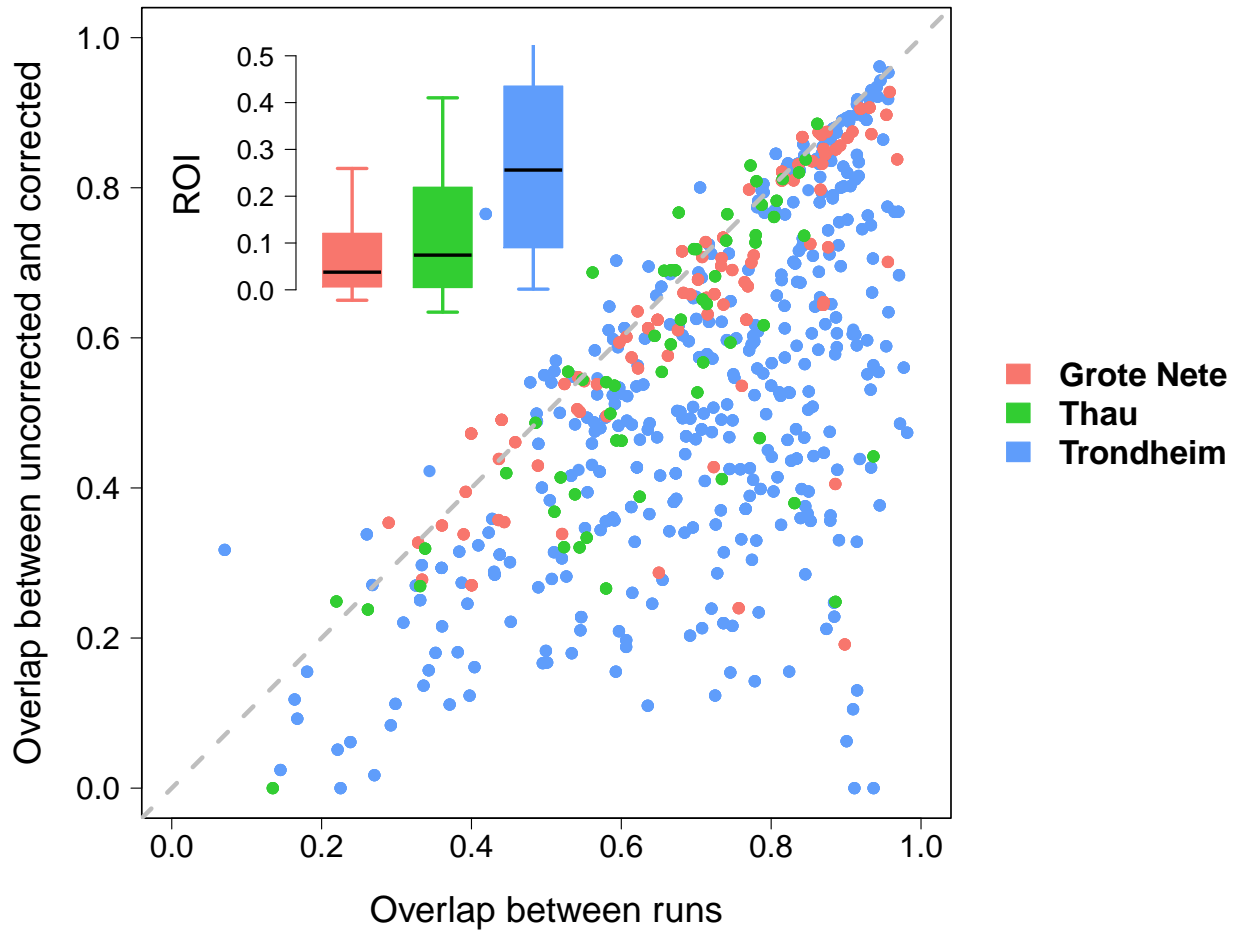 Overlap between uncorrected and corrected
1.0
0.8
0.6
0.4
0.2
0.0
ROI
0.5
0.4
0.3
0.2
0.1
0.0
0.0 0.2 0.4 0.6 0.8 1.0
Overlap between runs
Grote Nete
Thau
Trondheim